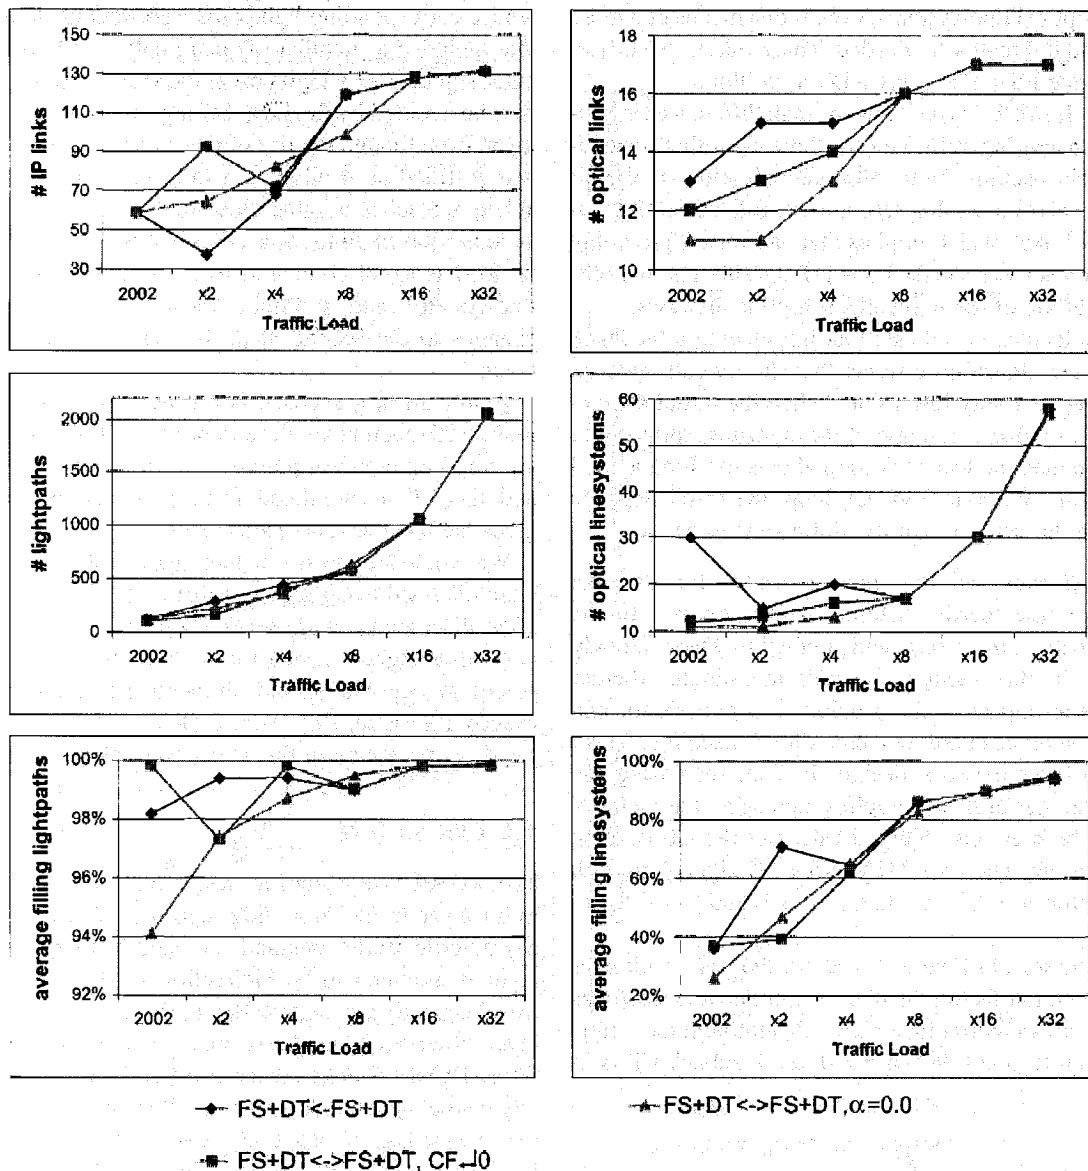 150
130
110
90
70
50
30
# IP links
2002 x2 x4 x8 x16 x32
Traffic Load
18
16
14
12
10
# optical links
2002 x2 x4 x8 x16 x32
Traffic Load
2000
1500
1000
500
0
# lightpaths
2002 x2 x4 x8 x16 x32
Traffic Load
60
50
40
30
20
10
# optical linesystems
2002 x2 x4 x8 x16 x32
Traffic Load
100%
98%
96%
94%
92%
average filling lightpaths
2002 x2 x4 x8 x16 x32
Traffic Load
100%
80%
60%
40%
20%
average filling linesystems
2002 x2 x4 x8 x16 x32
Traffic Load
FS+DT<-FS+DT
FS+DT<->FS+DT,α=0.0
FS+DT<->FS+DT, CF↵0